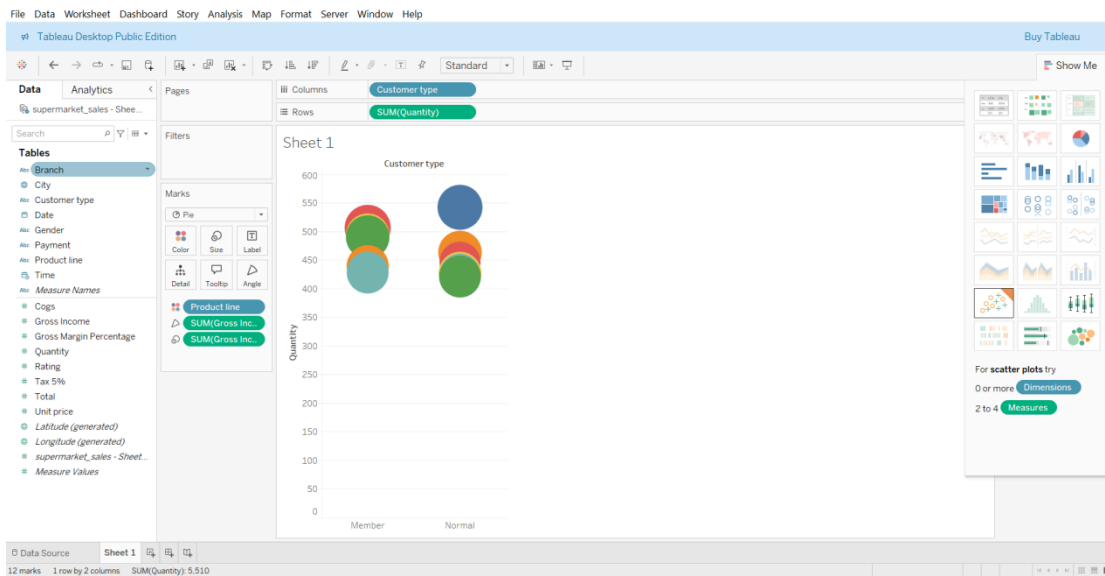 File Data Worksheet Dashboard Story Analysis Map Format Server Window Help
Tableau Desktop Public Edition
Buy Tableau
Standard
Show Me
Data Analytics
supermarket_sales - Shee...
Search
Tables
Abc Branch
City
Abc Customer type
Date
Abc Gender
Abc Payment
Abc Product line
Time
Abc Measure Names
# Cogs
# Gross Income
# Gross Margin Percentage
# Quantity
# Rating
# Tax 5%
# Total
# Unit price
Latitude (generated)
Longitude (generated)
# supermarket_sales - Sheet...
# Measure Values
Pages
Filters
Marks
Pie
Color Size Label
Detail Tooltip Angle
Product line
SUM(Gross Inc..
SUM(Gross Inc..
Columns Customer type
Rows SUM(Quantity)
Sheet 1
Customer type
Quantity
600
550
500
450
400
350
300
250
200
150
100
50
0
Member Normal
For scatter plots try
0 or more Dimensions
2 to 4 Measures
Data Source Sheet 1
12 marks 1 row by 2 columns SUM(Quantity): 5,510